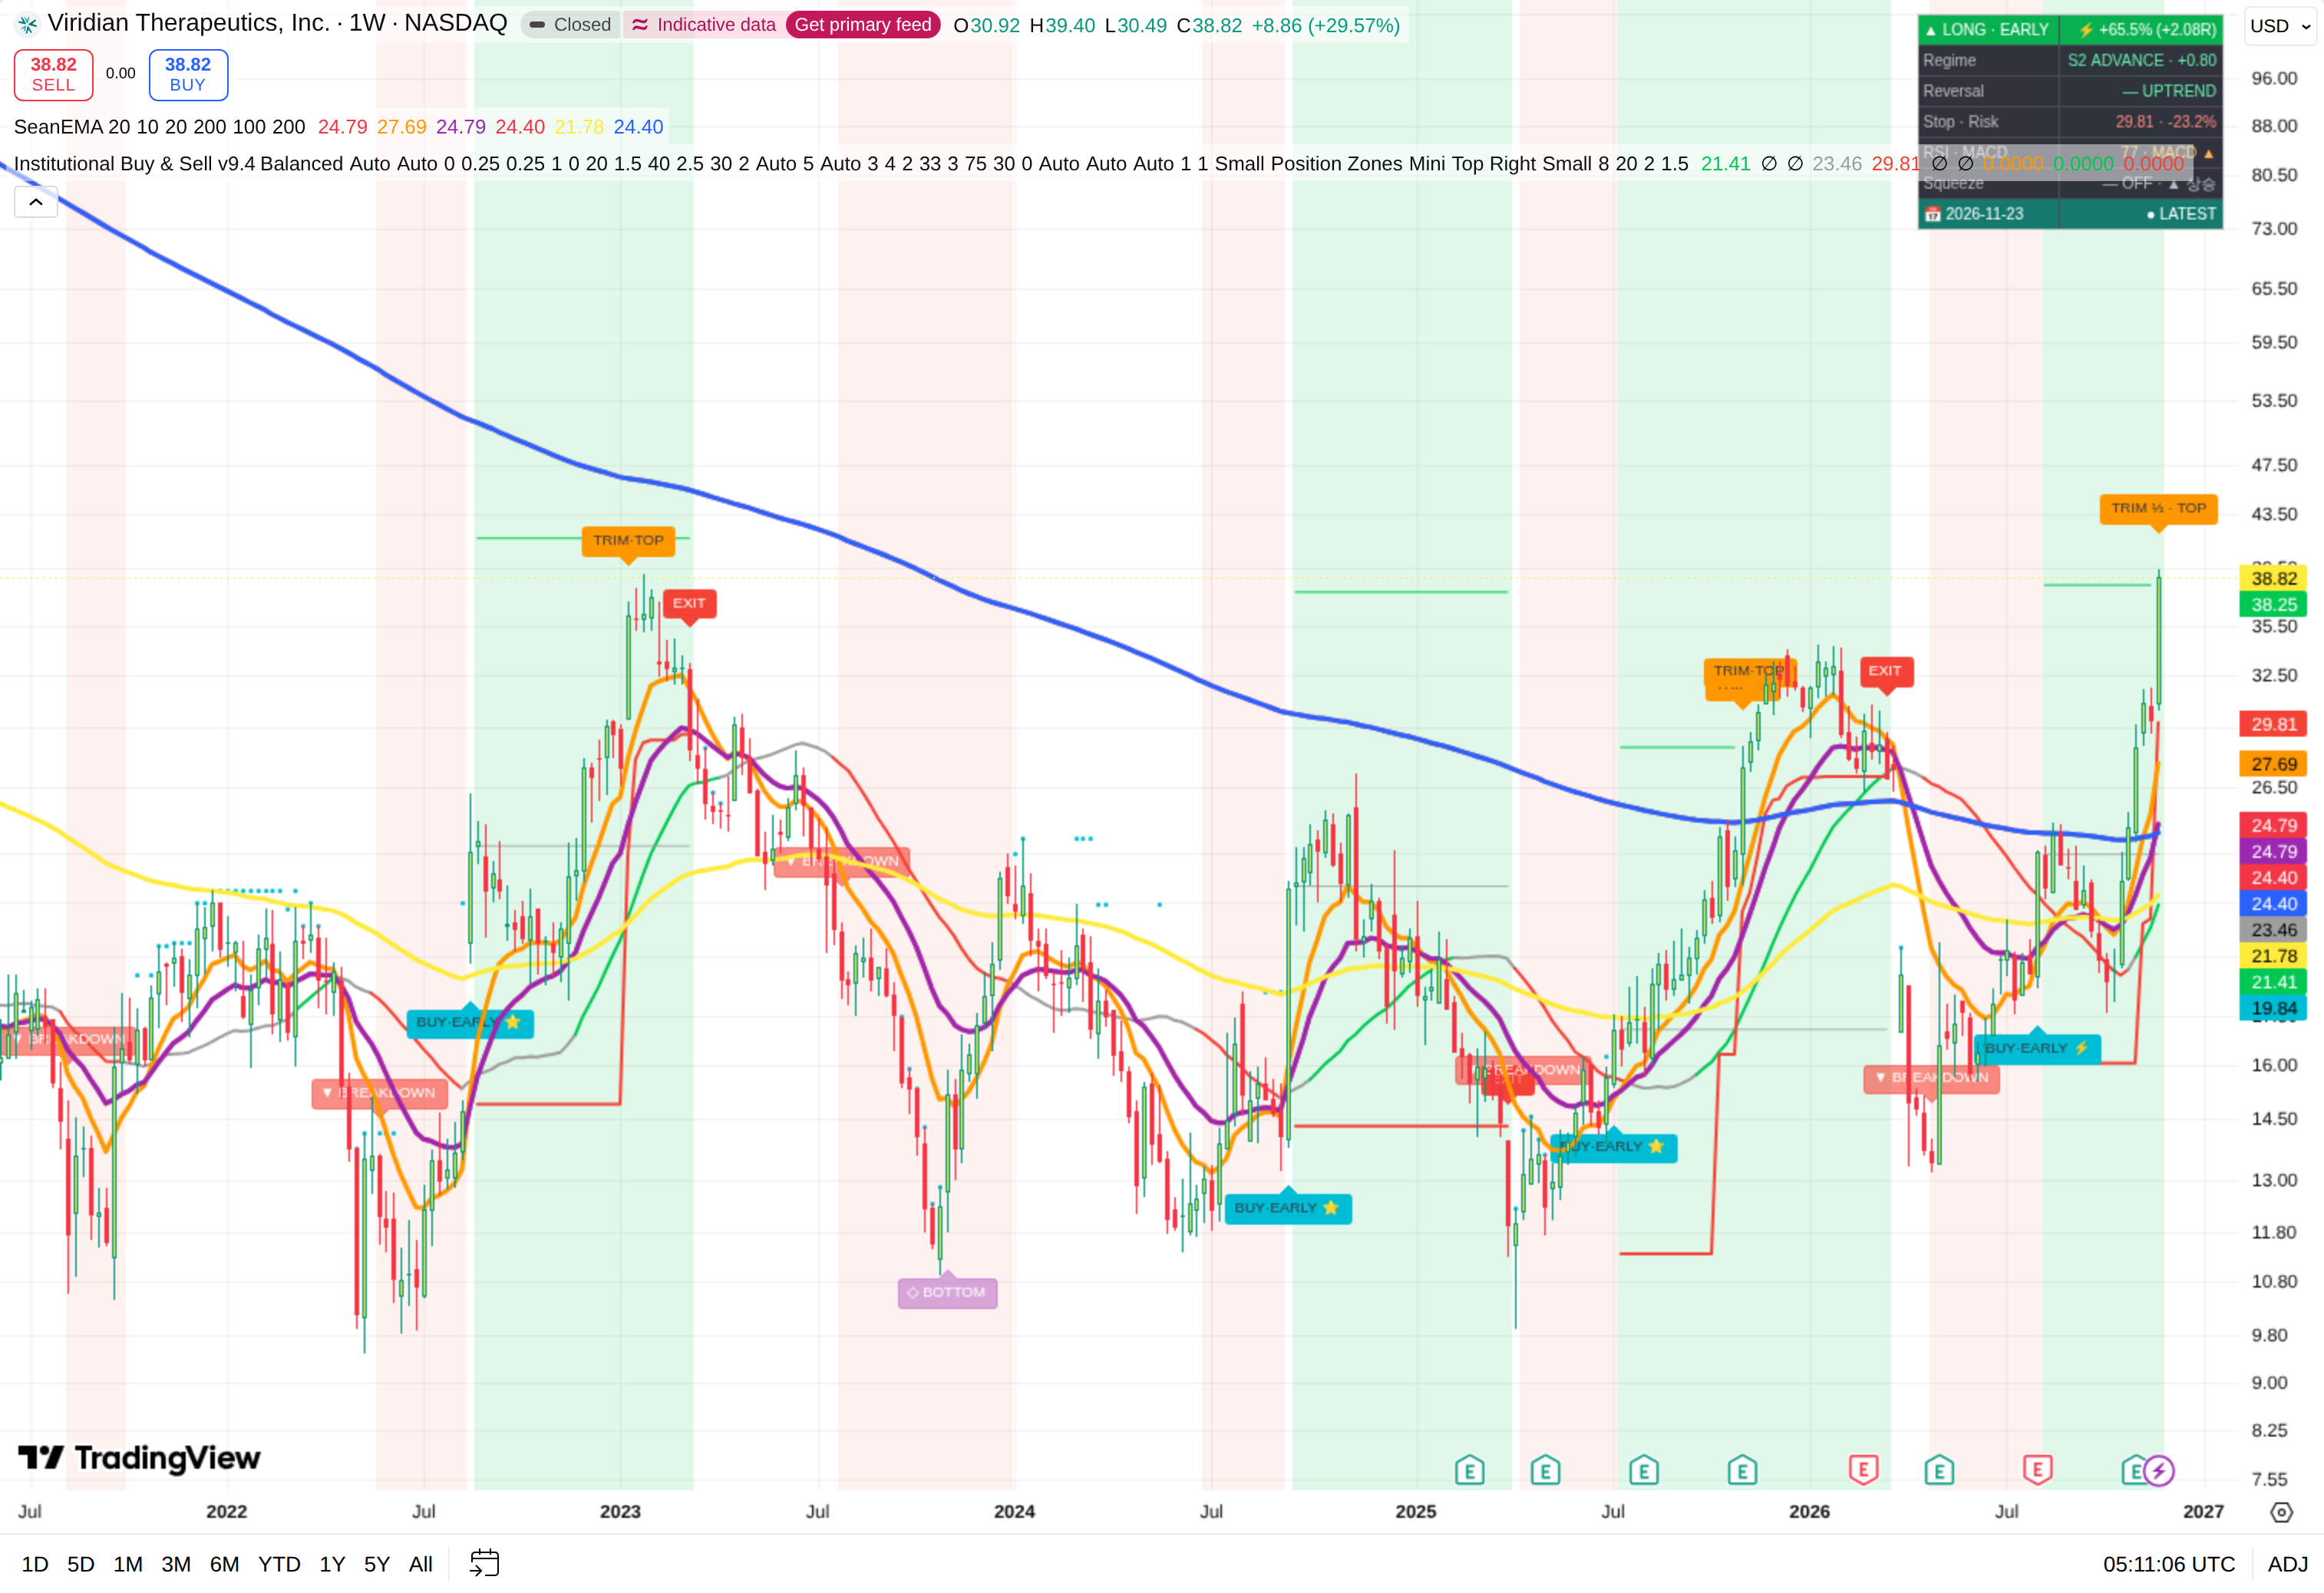 Viridian Therapeutics, Inc. · 1W · NASDAQ Closed ≈ Indicative data Get primary feed O30.92 H39.40 L30.49 C38.82 +8.86 (+29.57%)
USD
38.82 SELL
0.00
38.82 BUY
SeanEMA 20 10 20 200 100 200 24.79 27.69 24.79 24.40 21.78 24.40
Institutional Buy & Sell v9.4 Balanced Auto Auto 0 0.25 0.25 1 0 20 1.5 40 2.5 30 2 Auto 5 Auto 3 4 2 33 3 75 30 0 Auto Auto Auto 1 1 Small Position Zones Mini Top Right Small 8 20 2 1.5 21.41 ∅ ∅ 23.46 29.81 ∅ ∅ 0.0000 0.0000 0.0000
▲ LONG · EARLY ⚡ +65.5% (+2.08R)
Regime S2 ADVANCE · +0.80
Reversal — UPTREND
Stop · Risk 29.81 · -23.2%
RSI · MACD 77 · MACD ▲
Squeeze — OFF · ▲ 상승
📅 2026-11-23 ● LATEST
96.00
88.00
80.50
73.00
65.50
59.50
53.50
47.50
43.50
38.82
38.25
35.50
32.50
29.81
27.69
26.50
24.79
24.79
24.40
24.40
23.46
21.78
21.41
19.84
16.00
14.50
13.00
11.80
10.80
9.80
9.00
8.25
7.55
TRIM ⅓ · TOP
TRIM·TOP
EXIT
TRIM·TOP
EXIT
▼ BREAKDOWN
▼ BREAKDOWN
BUY·EARLY ⭐
▼ BREAKDOWN
◇ BOTTOM
BUY·EARLY ⭐
BREAKDOWN
BUY·EARLY ⭐
▼ BREAKDOWN
BUY·EARLY ⚡
TradingView
E E E E E E E E
Jul 2022 Jul 2023 Jul 2024 Jul 2025 Jul 2026 Jul 2027
1D 5D 1M 3M 6M YTD 1Y 5Y All
05:11:06 UTC ADJ